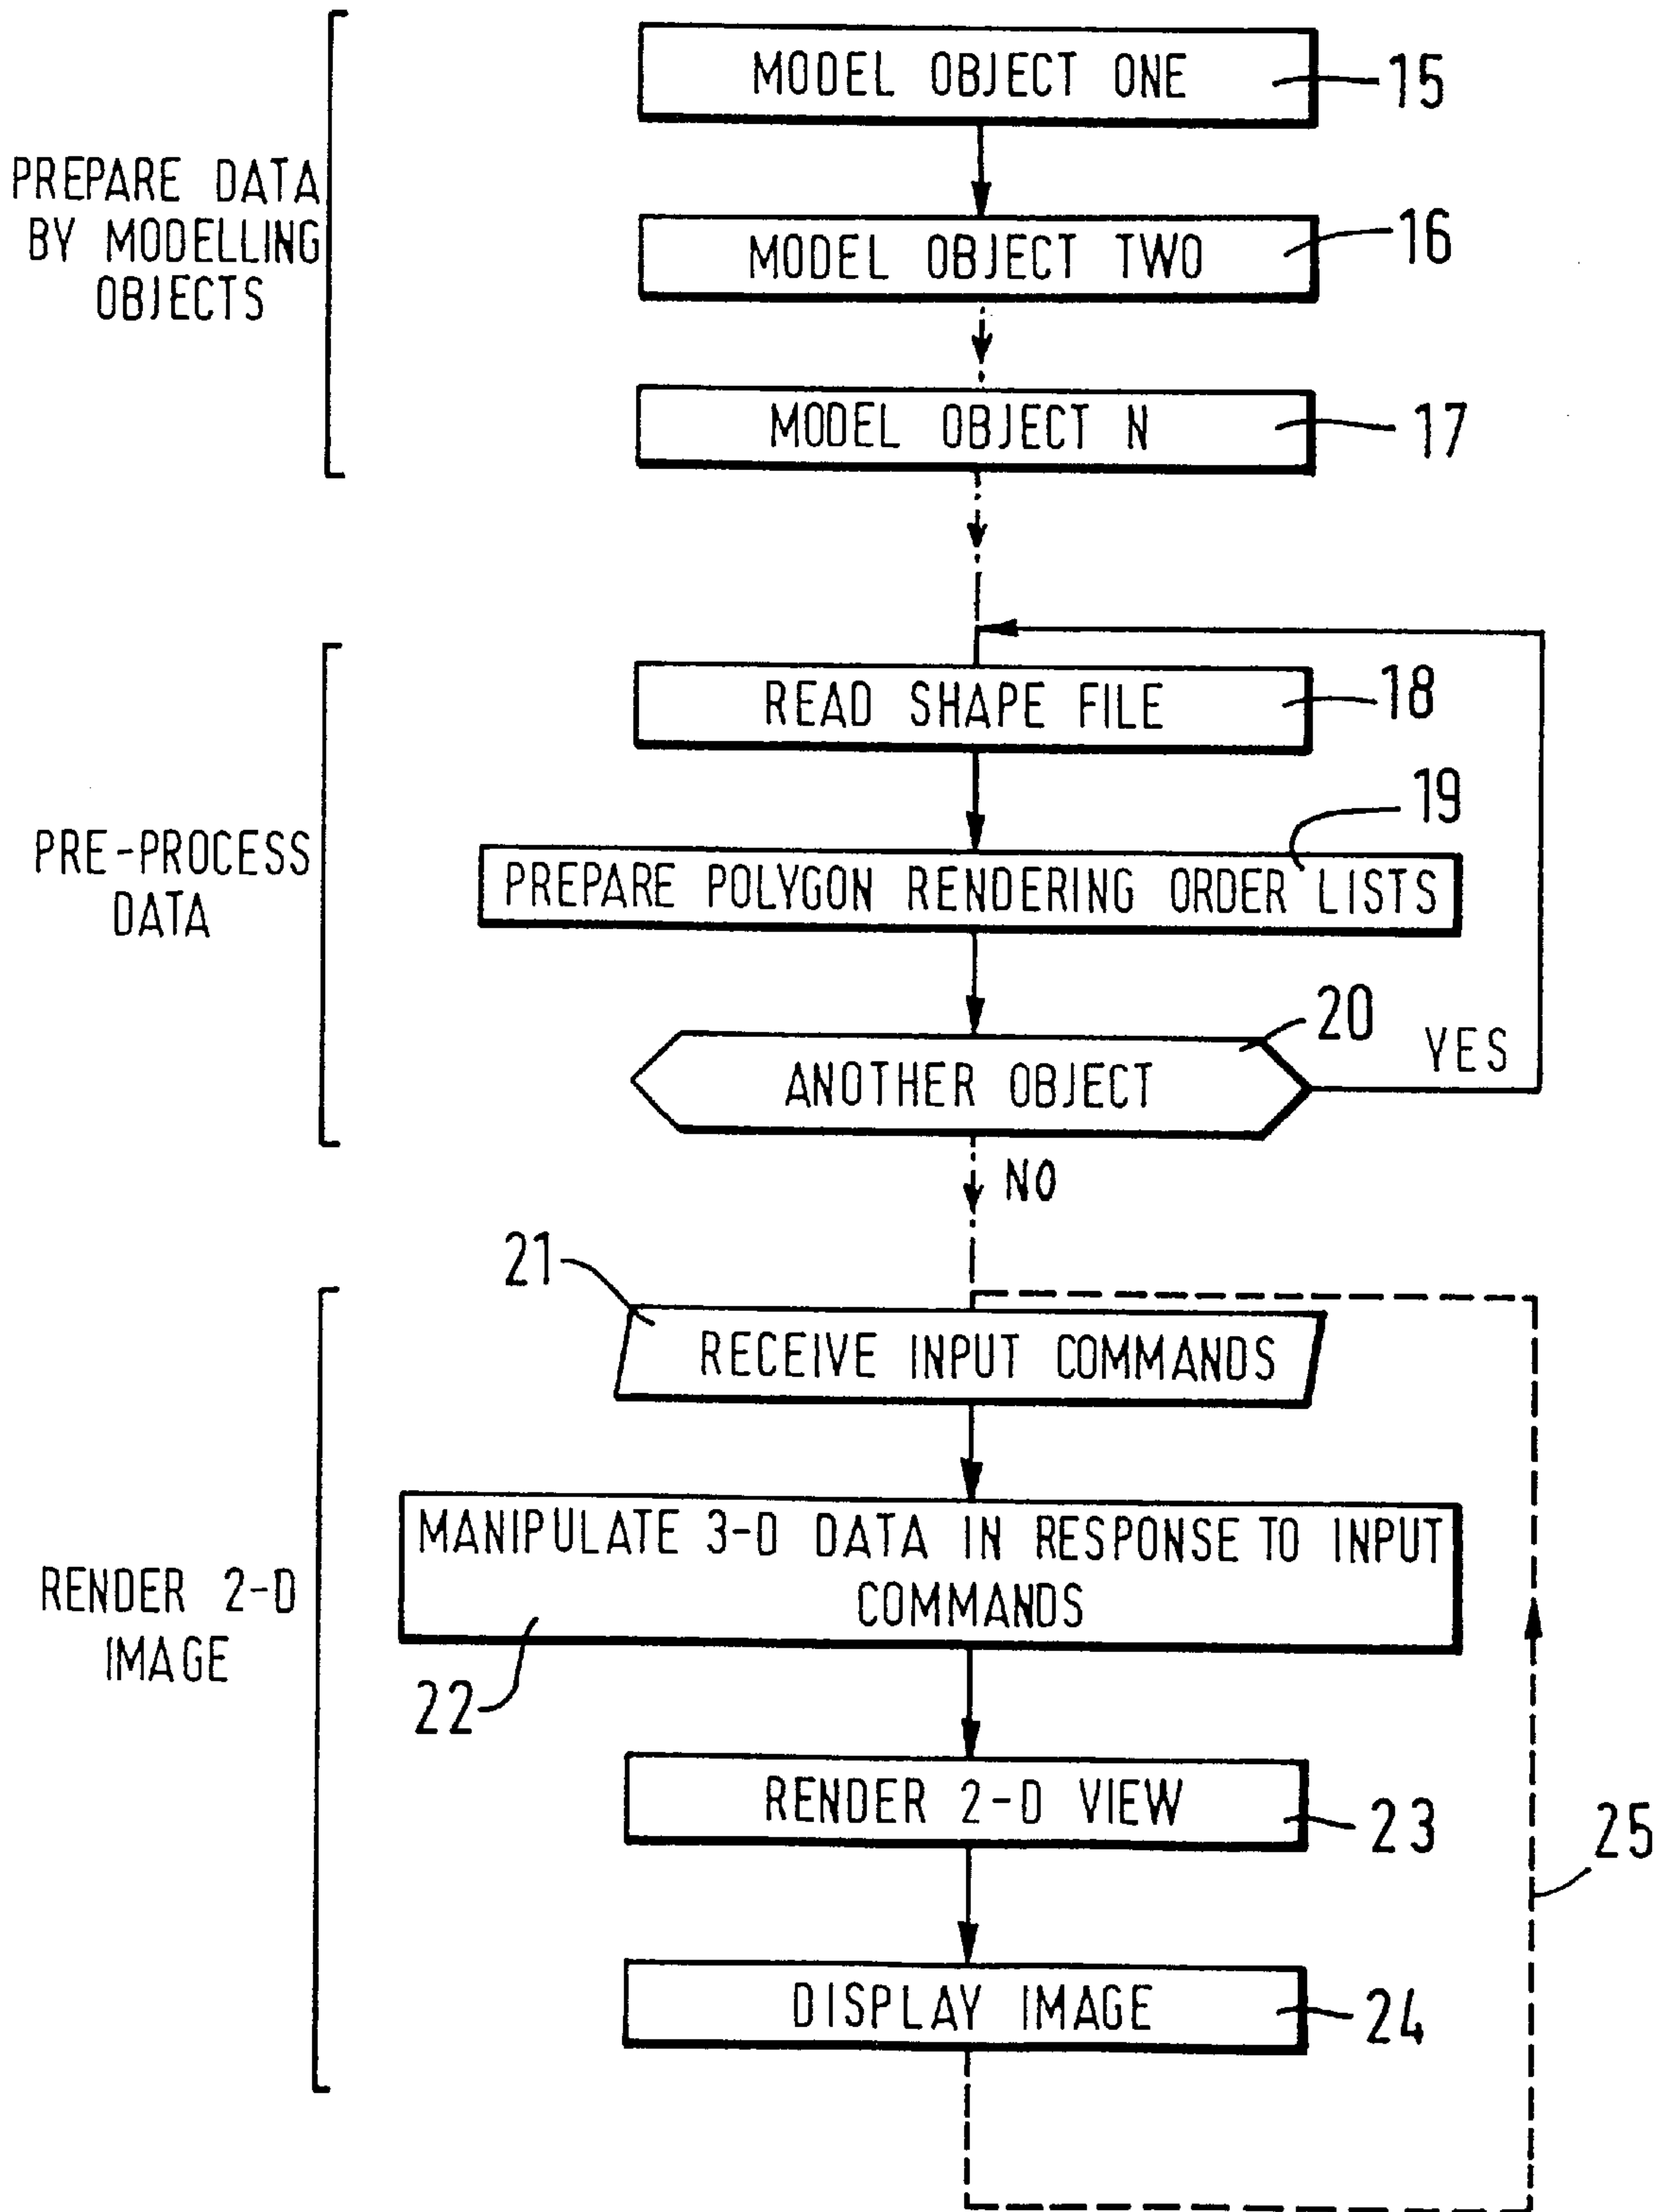 MODEL OBJECT ONE
15
PREPARE DATA
BY MODELLING
OBJECTS
MODEL OBJECT TWO
16
MODEL OBJECT N
17
READ SHAPE FILE
18
PRE-PROCESS
DATA
19
PREPARE POLYGON RENDERING ORDER LISTS
20
ANOTHER OBJECT
YES
NO
21
RECEIVE INPUT COMMANDS
RENDER 2-D
IMAGE
MANIPULATE 3-D DATA IN RESPONSE TO INPUT
COMMANDS
22
RENDER 2-D VIEW
23
25
DISPLAY IMAGE
24